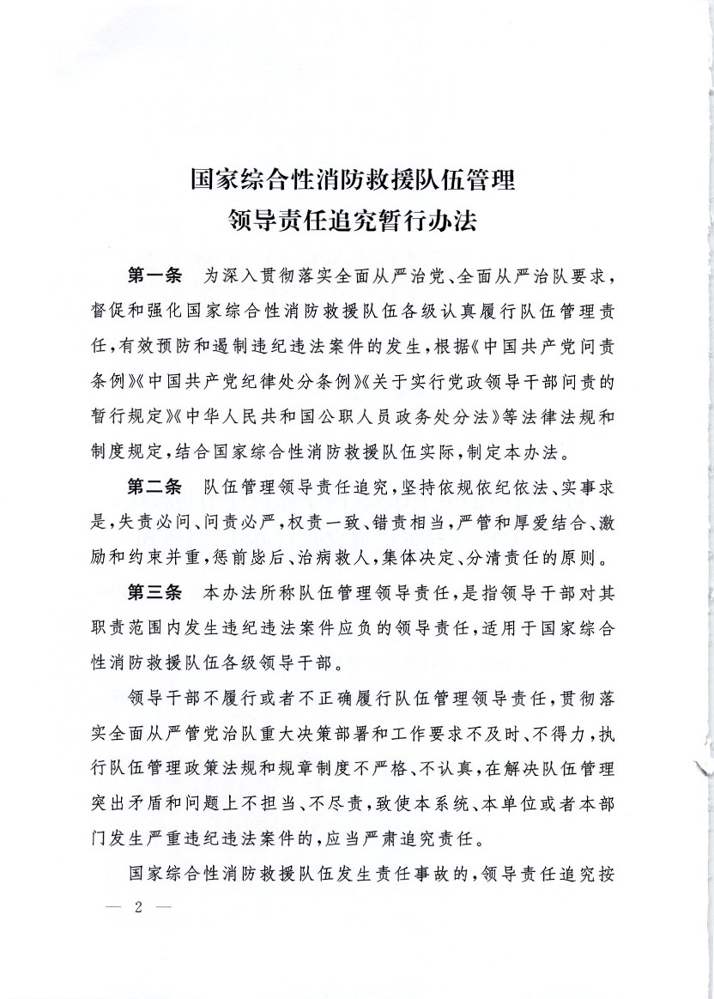 国家综合性消防救援队伍管理
领导责任追究暂行办法
第一条　为深入贯彻落实全面从严治党、全面从严治队要求，
督促和强化国家综合性消防救援队伍各级认真履行队伍管理责
任，有效预防和遏制违纪违法案件的发生，根据《中国共产党问责
条例》《中国共产党纪律处分条例》《关于实行党政领导干部问责的
暂行规定》《中华人民共和国公职人员政务处分法》等法律法规和
制度规定，结合国家综合性消防救援队伍实际，制定本办法。
第二条　队伍管理领导责任追究，坚持依规依纪依法、实事求
是，失责必问、问责必严，权责一致、错责相当，严管和厚爱结合、激
励和约束并重，惩前毖后、治病救人，集体决定、分清责任的原则。
第三条　本办法所称队伍管理领导责任，是指领导干部对其
职责范围内发生违纪违法案件应负的领导责任，适用于国家综合
性消防救援队伍各级领导干部。
领导干部不履行或者不正确履行队伍管理领导责任，贯彻落
实全面从严管党治队重大决策部署和工作要求不及时、不得力，执
行队伍管理政策法规和规章制度不严格、不认真，在解决队伍管理
突出矛盾和问题上不担当、不尽责，致使本系统、本单位或者本部
门发生严重违纪违法案件的，应当严肃追究责任。
国家综合性消防救援队伍发生责任事故的，领导责任追究按
— 2 —